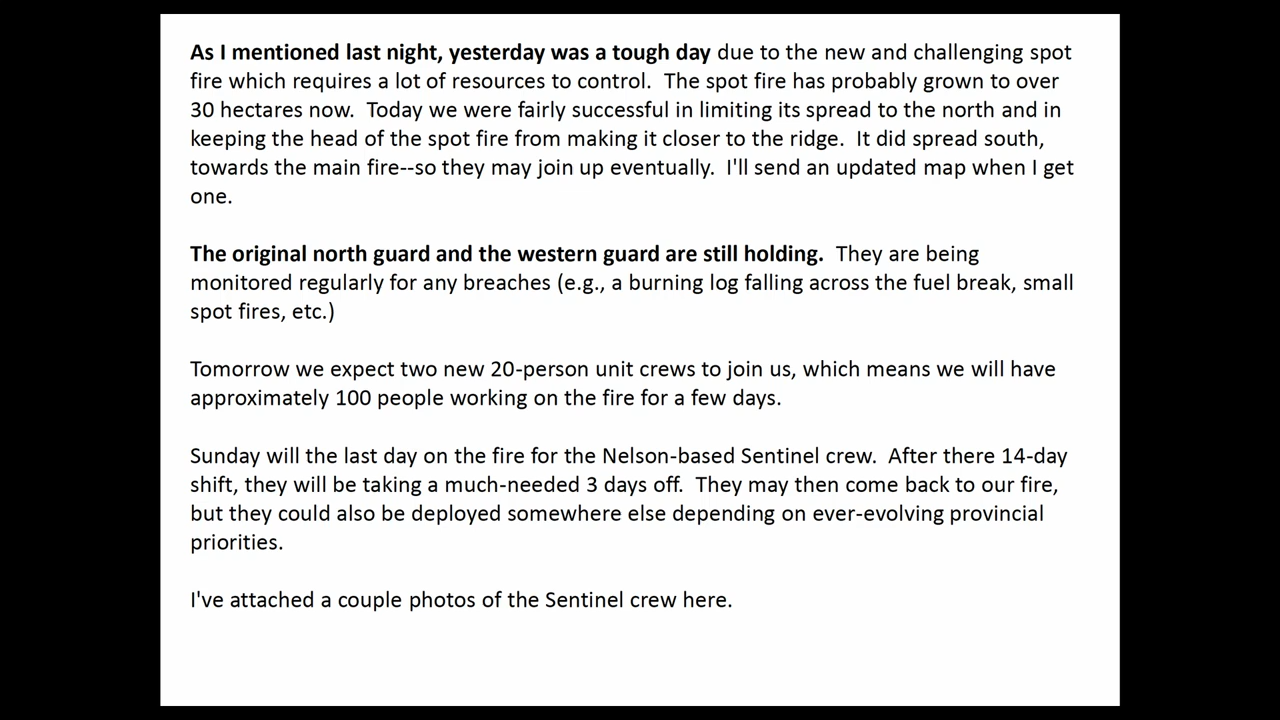 As I mentioned last night, yesterday was a tough day due to the new and challenging spot
fire which requires a lot of resources to control.  The spot fire has probably grown to over
30 hectares now.  Today we were fairly successful in limiting its spread to the north and in
keeping the head of the spot fire from making it closer to the ridge.  It did spread south,
towards the main fire--so they may join up eventually.  I'll send an updated map when I get
one.
The original north guard and the western guard are still holding.  They are being
monitored regularly for any breaches (e.g., a burning log falling across the fuel break, small
spot fires, etc.)
Tomorrow we expect two new 20-person unit crews to join us, which means we will have
approximately 100 people working on the fire for a few days.
Sunday will the last day on the fire for the Nelson-based Sentinel crew.  After there 14-day
shift, they will be taking a much-needed 3 days off.  They may then come back to our fire,
but they could also be deployed somewhere else depending on ever-evolving provincial
priorities.
I've attached a couple photos of the Sentinel crew here.